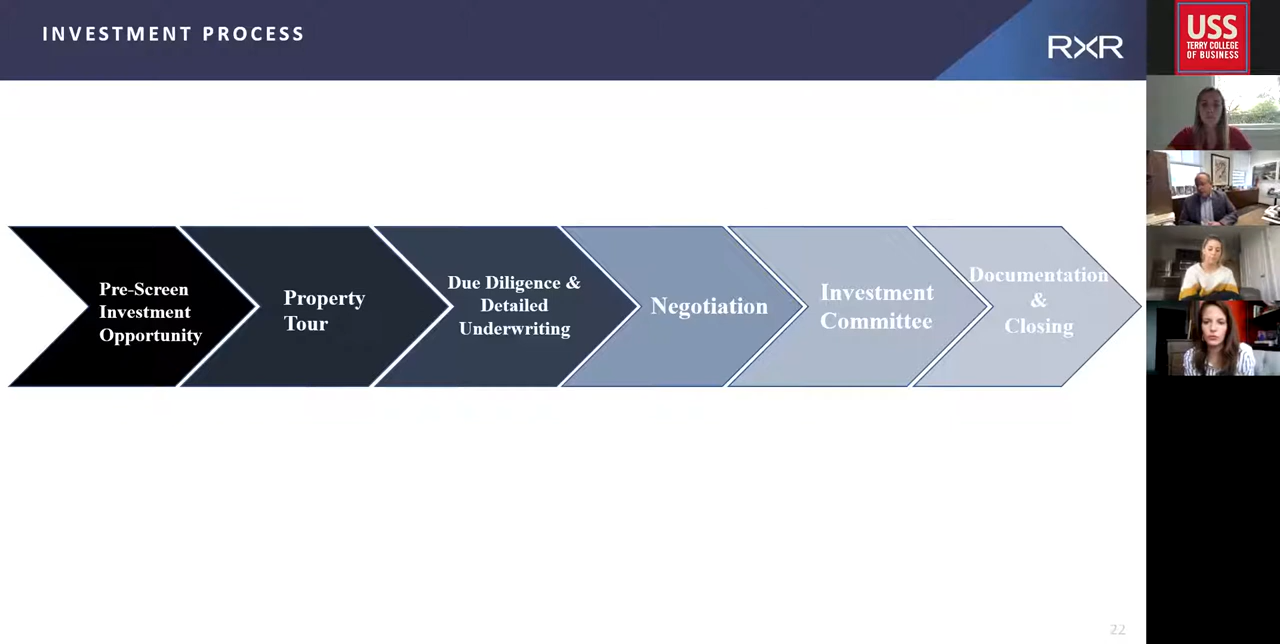 INVESTMENT PROCESS
RXR
USS
TERRY COLLEGE
OF BUSINESS
Pre-Screen
Investment
Opportunity
Property
Tour
Due Diligence &
Detailed
Underwriting
Negotiation
Investment
Committee
Documentation
&
Closing
22